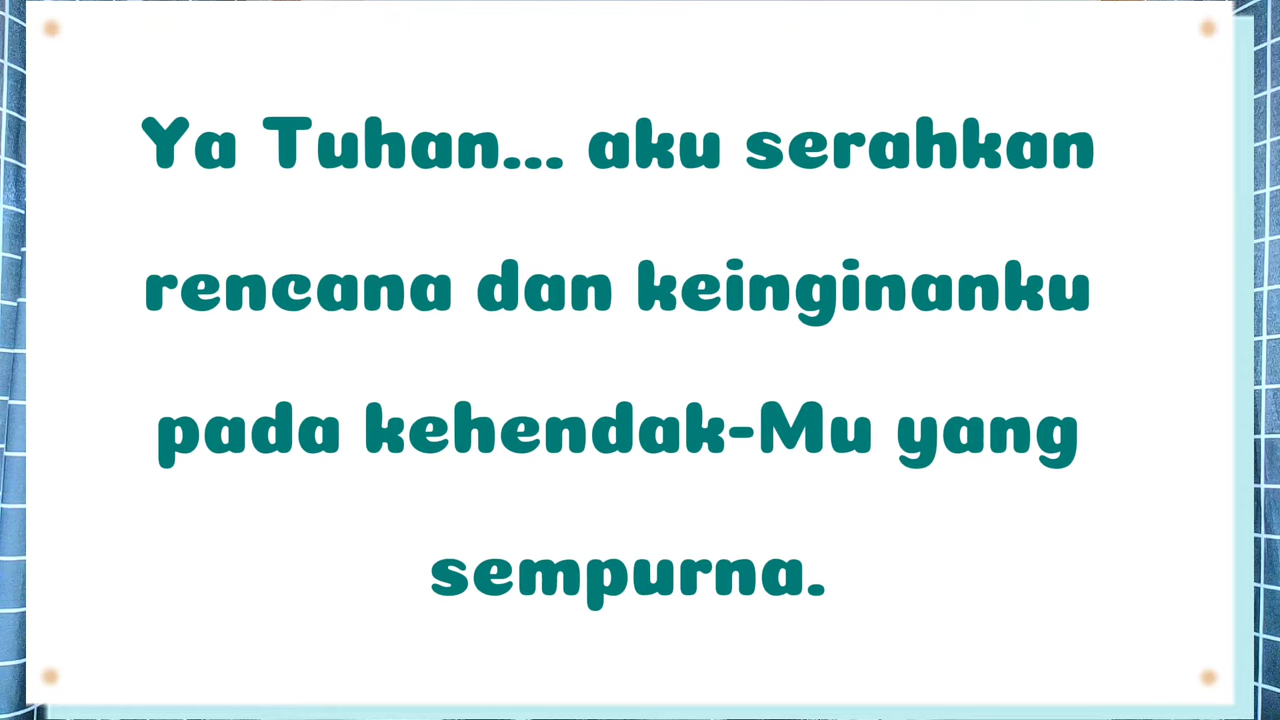 Ya Tuhan... aku serahkan
rencana dan keinginanku
pada kehendak-Mu yang
sempurna.